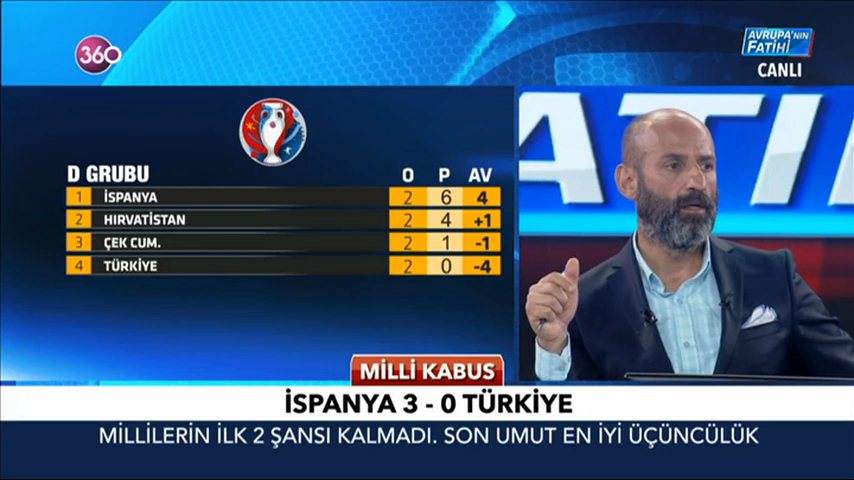 360
AVRUPA'NIN
FATİHİ
CANLI
ATİ
D GRUBU O P AV
1 İSPANYA 2 6 4
2 HIRVATİSTAN 2 4 +1
3 ÇEK CUM. 2 1 -1
4 TÜRKİYE 2 0 -4
MİLLİ KABUS
İSPANYA 3 - 0 TÜRKİYE
MİLLİLERİN İLK 2 ŞANSI KALMADI. SON UMUT EN İYİ ÜÇÜNCÜLÜK